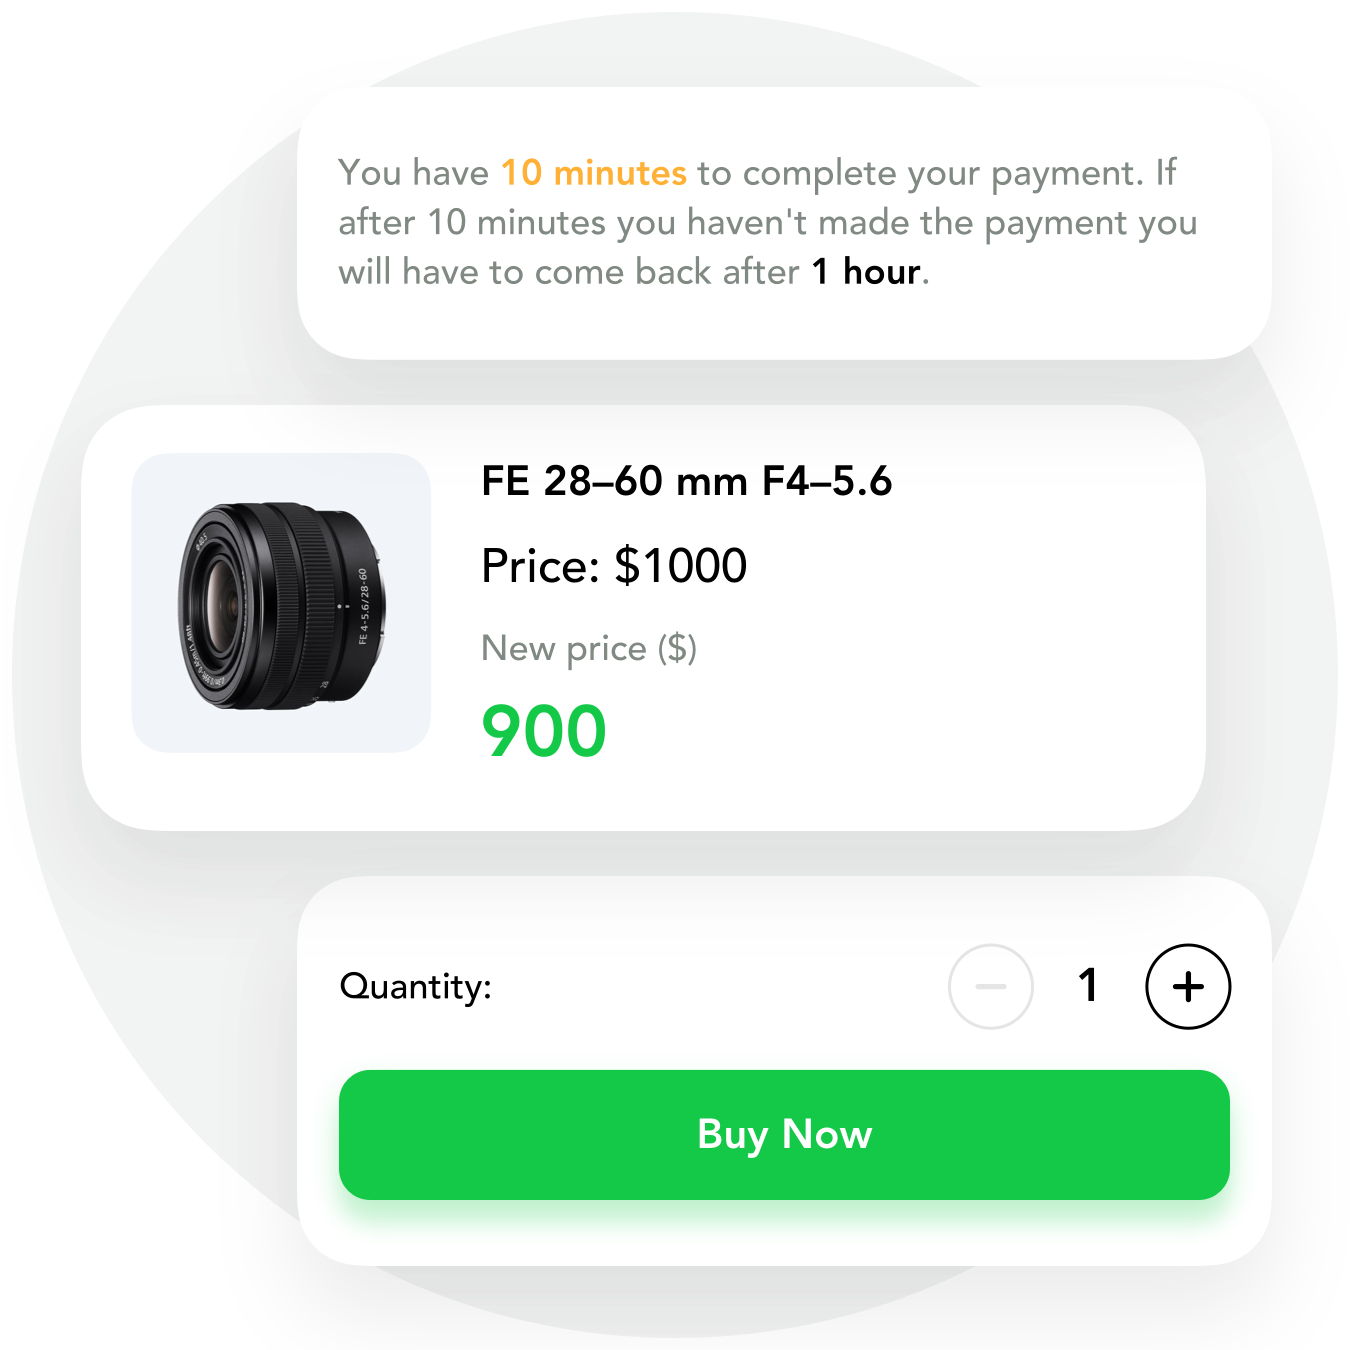 You have 10 minutes to complete your payment. If
after 10 minutes you haven't made the payment you
will have to come back after 1 hour.
FE 28–60 mm F4–5.6
Price: $1000
New price ($)
900
FE 4-5.6/28-60
28
Quantity:
1
Buy Now